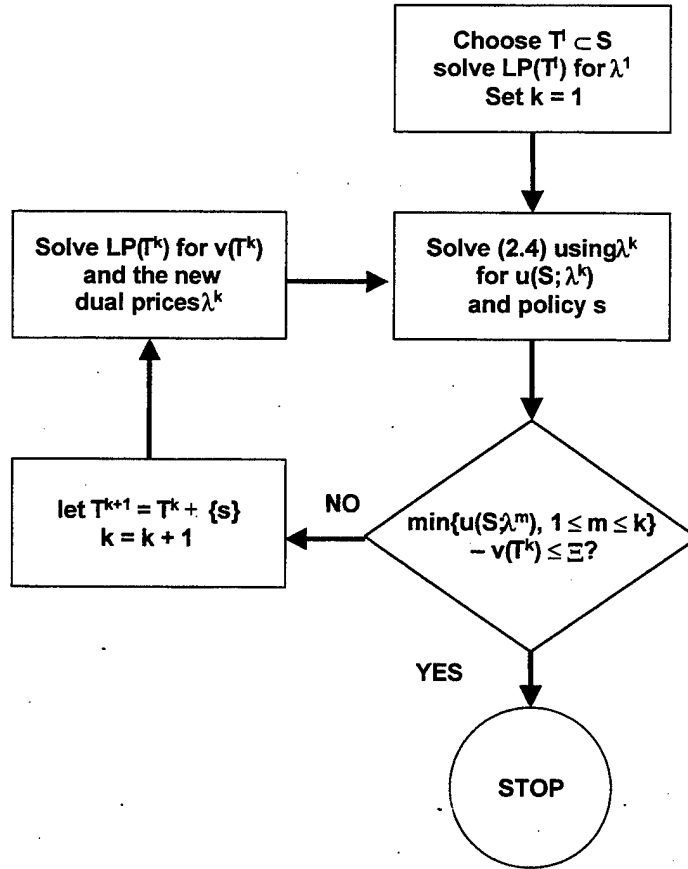 Choose T¹ ⊂ S
solve LP(T¹) for λ¹
Set k = 1
Solve LP(Tᵏ) for v(Tᵏ)
and the new
dual prices λᵏ
Solve (2.4) using λᵏ
for u(S; λᵏ)
and policy s
let Tᵏ⁺¹ = Tᵏ + {s}
k = k + 1
NO
min{u(S;λᵐ), 1 ≤ m ≤ k}
– v(Tᵏ) ≤ Ξ?
YES
STOP